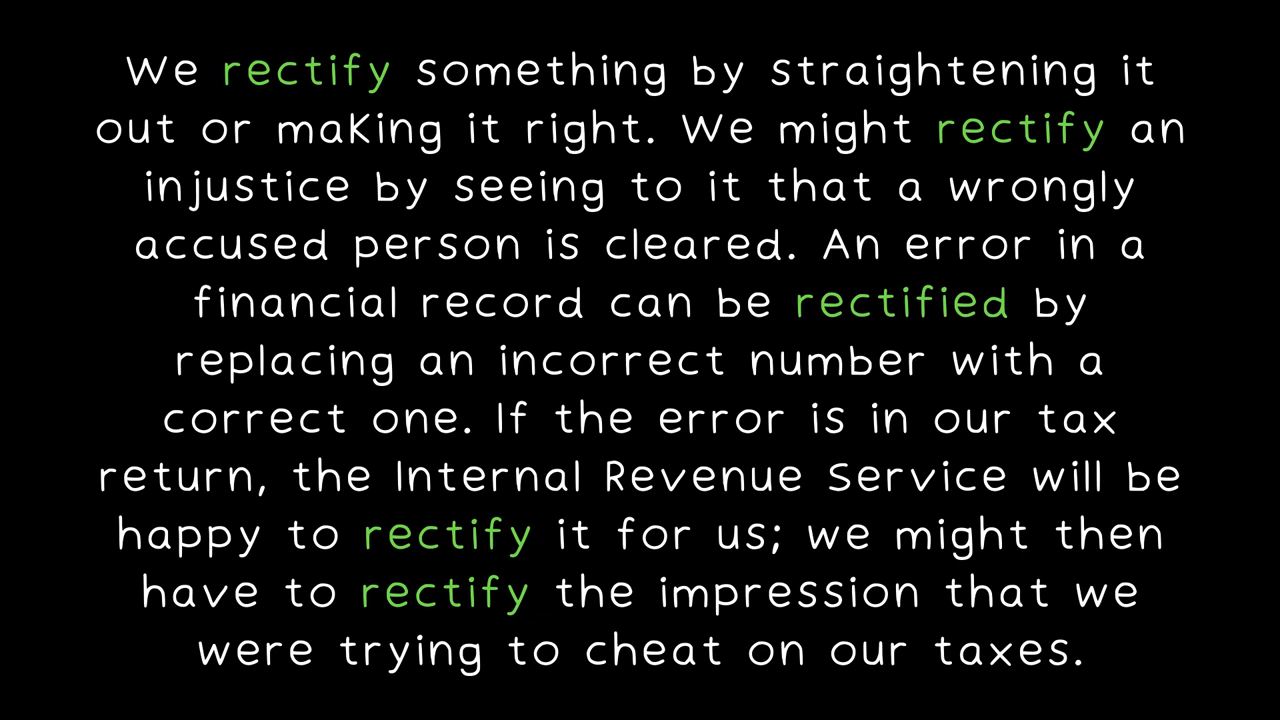 We rectify something by straightening it
out or making it right. We might rectify an
injustice by seeing to it that a wrongly
accused person is cleared. An error in a
financial record can be rectified by
replacing an incorrect number with a
correct one. If the error is in our tax
return, the Internal Revenue Service will be
happy to rectify it for us; we might then
have to rectify the impression that we
were trying to cheat on our taxes.